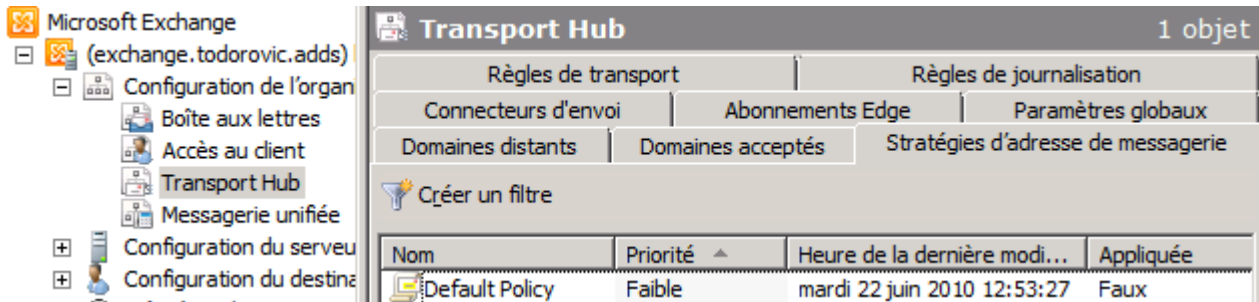 Microsoft Exchange
(exchange.todorovic.adds)
Configuration de l'organ
Boîte aux lettres
Accès au client
Transport Hub
Messagerie unifiée
Configuration du serveu
Configuration du destina
Transport Hub 1 objet
Règles de transport Règles de journalisation
Connecteurs d'envoi Abonnements Edge Paramètres globaux
Domaines distants Domaines acceptés Stratégies d'adresse de messagerie
Créer un filtre
Nom Priorité Heure de la dernière modi... Appliquée
Default Policy Faible mardi 22 juin 2010 12:53:27 Faux